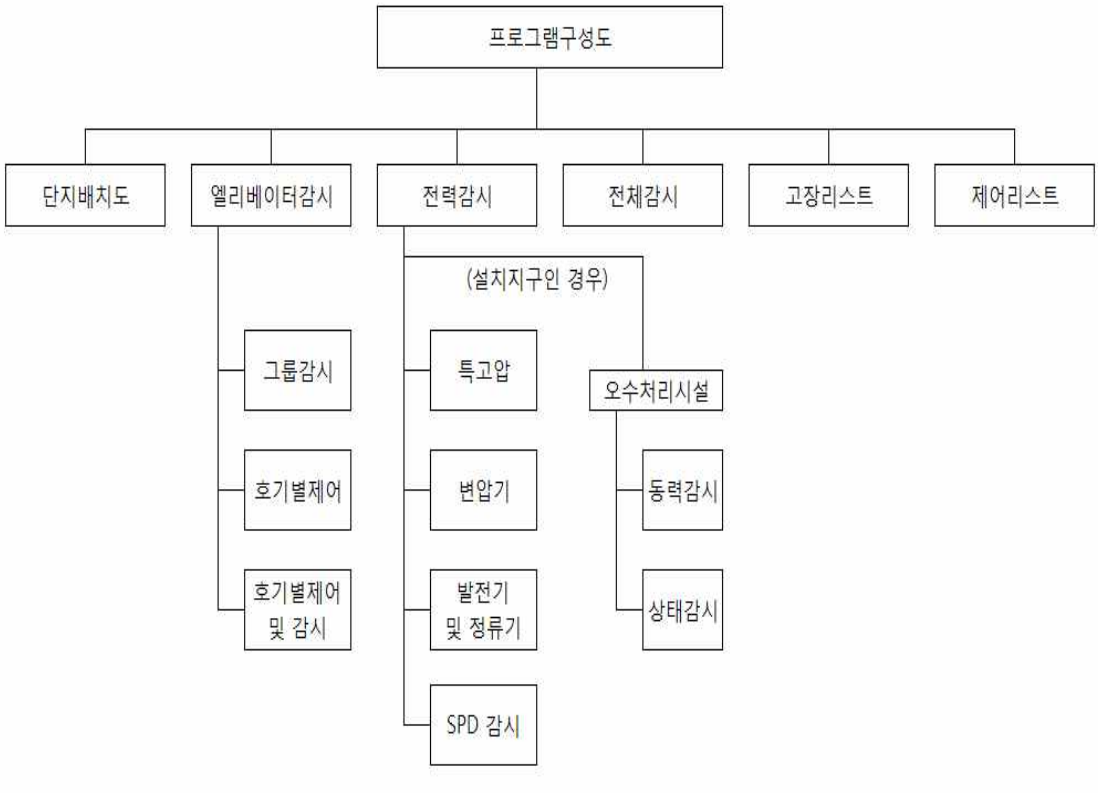 프로그램구성도
단지배치도
엘리베이터감시
전력감시
전체감시
고장리스트
제어리스트
(설치지구인 경우)
그룹감시
특고압
오수처리시설
호기별제어
변압기
동력감시
호기별제어
및 감시
발전기
및 정류기
상태감시
SPD 감시